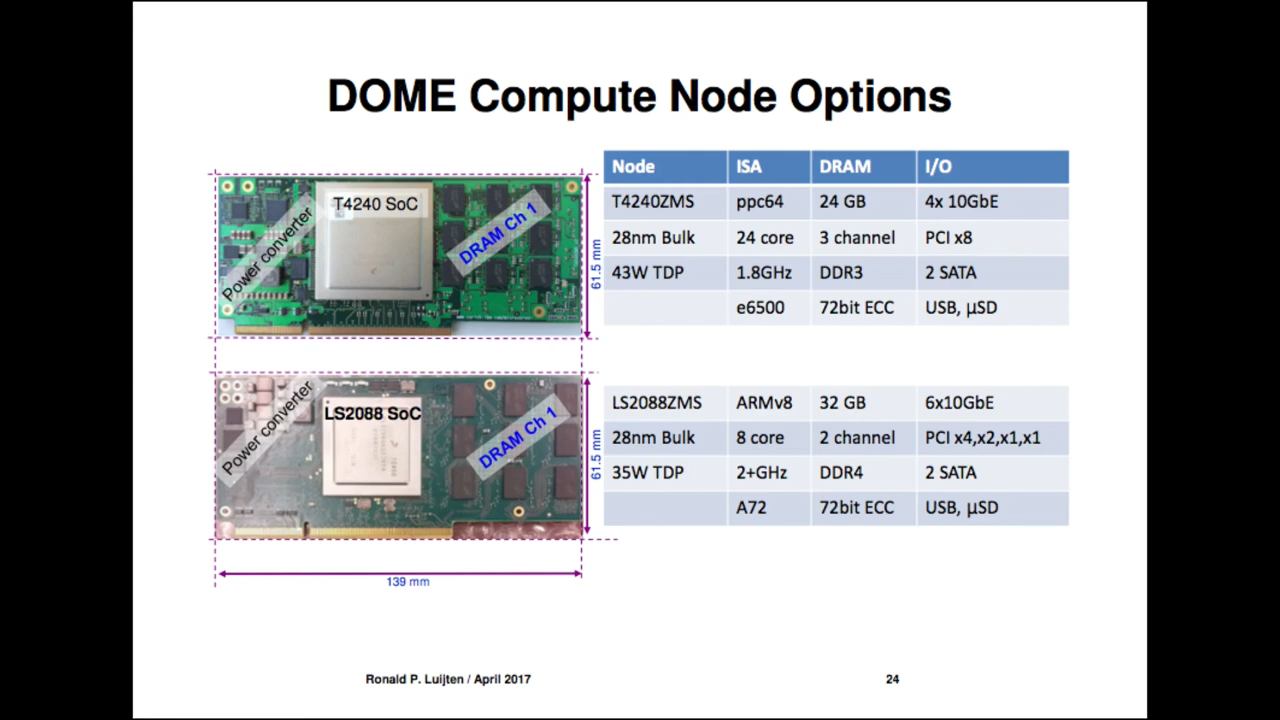 DOME Compute Node Options
Node ISA DRAM I/O
T4240ZMS ppc64 24 GB 4x 10GbE
28nm Bulk 24 core 3 channel PCI x8
43W TDP 1.8GHz DDR3 2 SATA
e6500 72bit ECC USB, µSD
Power converter
T4240 SoC
DRAM Ch 1
61.5 mm
LS2088ZMS ARMv8 32 GB 6x10GbE
28nm Bulk 8 core 2 channel PCI x4,x2,x1,x1
35W TDP 2+GHz DDR4 2 SATA
A72 72bit ECC USB, µSD
Power converter
LS2088 SoC
DRAM Ch 1
61.5 mm
139 mm
Ronald P. Luijten / April 2017
24